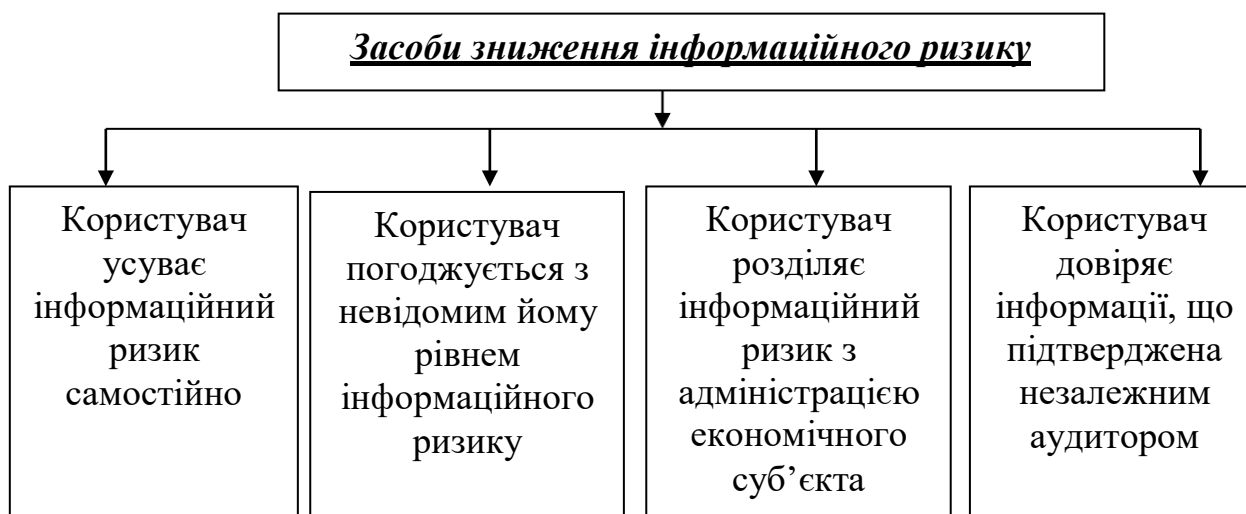 Засоби зниження інформаційного ризику
Користувач
усуває
інформаційний
ризик
самостійно
Користувач
погоджується з
невідомим йому
рівнем
інформаційного
ризику
Користувач
розділяє
інформаційний
ризик з
адміністрацією
економічного
суб’єкта
Користувач
довіряє
інформації, що
підтверджена
незалежним
аудитором